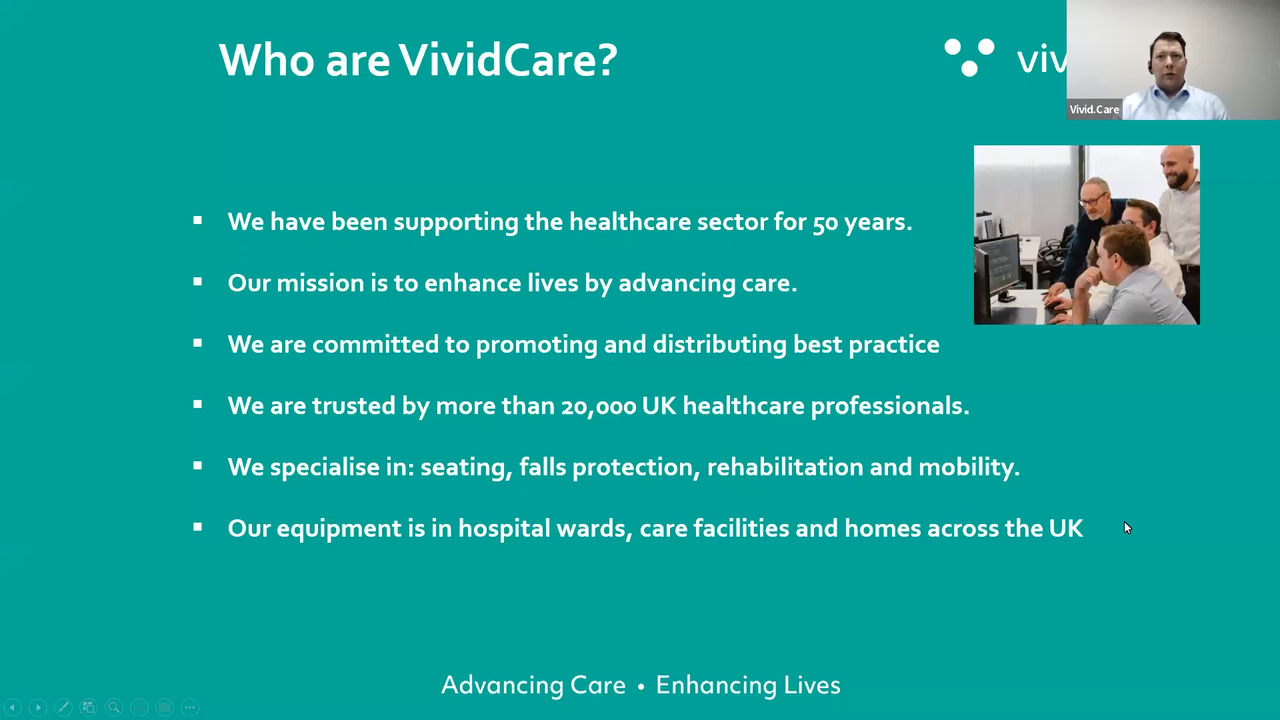 Who are VividCare?
Vivid.Care
We have been supporting the healthcare sector for 50 years.
Our mission is to enhance lives by advancing care.
We are committed to promoting and distributing best practice
We are trusted by more than 20,000 UK healthcare professionals.
We specialise in: seating, falls protection, rehabilitation and mobility.
Our equipment is in hospital wards, care facilities and homes across the UK
Advancing Care • Enhancing Lives